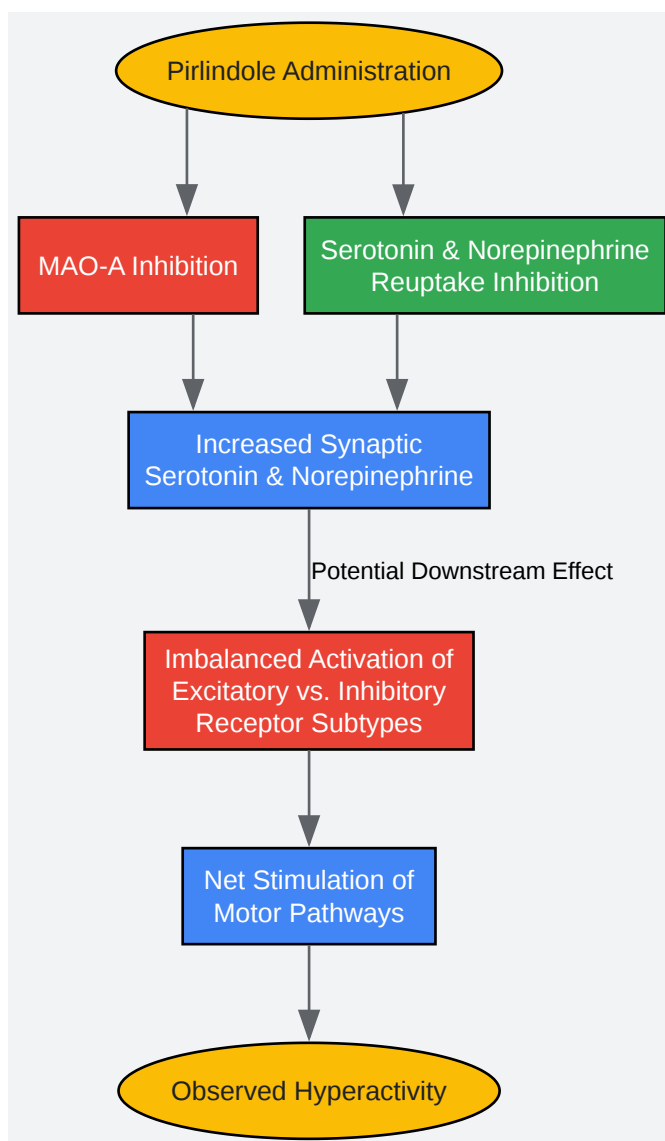 Pirlindole Administration
MAO-A Inhibition
Serotonin & Norepinephrine
Reuptake Inhibition
Increased Synaptic
Serotonin & Norepinephrine
Potential Downstream Effect
Imbalanced Activation of
Excitatory vs. Inhibitory
Receptor Subtypes
Net Stimulation of
Motor Pathways
Observed Hyperactivity